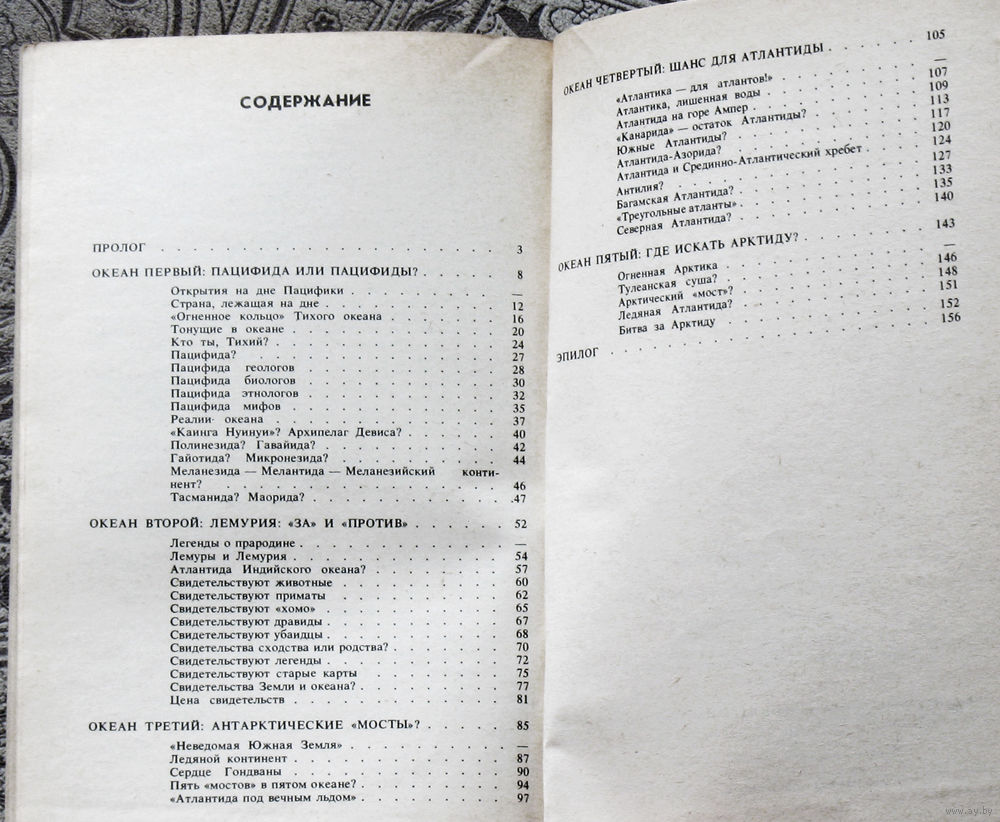 СОДЕРЖАНИЕ
ПРОЛОГ . . . . . . . . . . . . . . . . 3
ОКЕАН ПЕРВЫЙ: ПАЦИФИДА ИЛИ ПАЦИФИДЫ? . . . . 8
Открытия на дне Пацифики . . . . . . . . —
Страна, лежащая на дне . . . . . . . . 12
«Огненное кольцо» Тихого океана . . . . . . 16
Тонущие в океане . . . . . . . . 20
Кто ты, Тихий? . . . . . . . . 24
Пацифида? . . . . . . . . 27
Пацифида геологов . . . . . . . . 28
Пацифида биологов . . . . . . . . 30
Пацифида этнологов . . . . . . . . 32
Пацифида мифов . . . . . . . . 35
Реалии океана . . . . . . . . 37
«Каинга Нуинуи»? Архипелаг Девиса? . . . . . . 40
Полинезида? Гавайида? . . . . . . . . 42
Гайотида? Микронезида? . . . . . . . . 44
Меланезида — Мелантида — Меланезийский конти-
нент? . . . . . . . . 46
Тасманида? Маорида? . . . . . . . . 47
ОКЕАН ВТОРОЙ: ЛЕМУРИЯ: «ЗА» И «ПРОТИВ» . . . . . 52
Легенды о прародине . . . . . . . . —
Лемуры и Лемурия . . . . . . . . 54
Атлантида Индийского океана? . . . . . . 57
Свидетельствуют животные . . . . . . . . 60
Свидетельствуют приматы . . . . . . . . 62
Свидетельствуют «хомо» . . . . . . . . 65
Свидетельствуют дравиды . . . . . . . . 67
Свидетельствуют убаидцы . . . . . . . . 68
Свидетельства сходства или родства? . . . . . . 70
Свидетельствуют легенды . . . . . . . . 72
Свидетельствуют старые карты . . . . . . 75
Свидетельства Земли и океана? . . . . . . 77
Цена свидетельств . . . . . . . . 81
ОКЕАН ТРЕТИЙ: АНТАРКТИЧЕСКИЕ «МОСТЫ»? . . . . 85
«Неведомая Южная Земля» . . . . . . . . —
Ледяной континент . . . . . . . . 87
Сердце Гондваны . . . . . . . . 90
Пять «мостов» в пятом океане? . . . . . . 94
«Атлантида под вечным льдом» . . . . . . 97
ОКЕАН ЧЕТВЕРТЫЙ: ШАНС ДЛЯ АТЛАНТИДЫ . . . . . 105
«Атлантика — для атлантов!» . . . . . . —
Атлантика, лишенная воды . . . . . . 107
Атлантида на горе Ампер . . . . . . 109
«Канарида» — остаток Атлантиды? . . . . . . 113
Южные Атлантиды? . . . . . . 117
Атлантида-Азорида? . . . . . . 120
Атлантида и Срединно-Атлантический хребет . . . . 124
Антилия? . . . . . . 127
Багамская Атлантида? . . . . . . 133
«Треугольные атланты» . . . . . . 135
Северная Атлантида? . . . . . . 140
ОКЕАН ПЯТЫЙ: ГДЕ ИСКАТЬ АРКТИДУ? . . . . . . 143
Огненная Арктика . . . . . . —
Тулеанская суша? . . . . . . 146
Арктический «мост»? . . . . . . 148
Ледяная Атлантида? . . . . . . 151
Битва за Арктиду . . . . . . 152
ЭПИЛОГ . . . . . . . . 156
www.ay.by